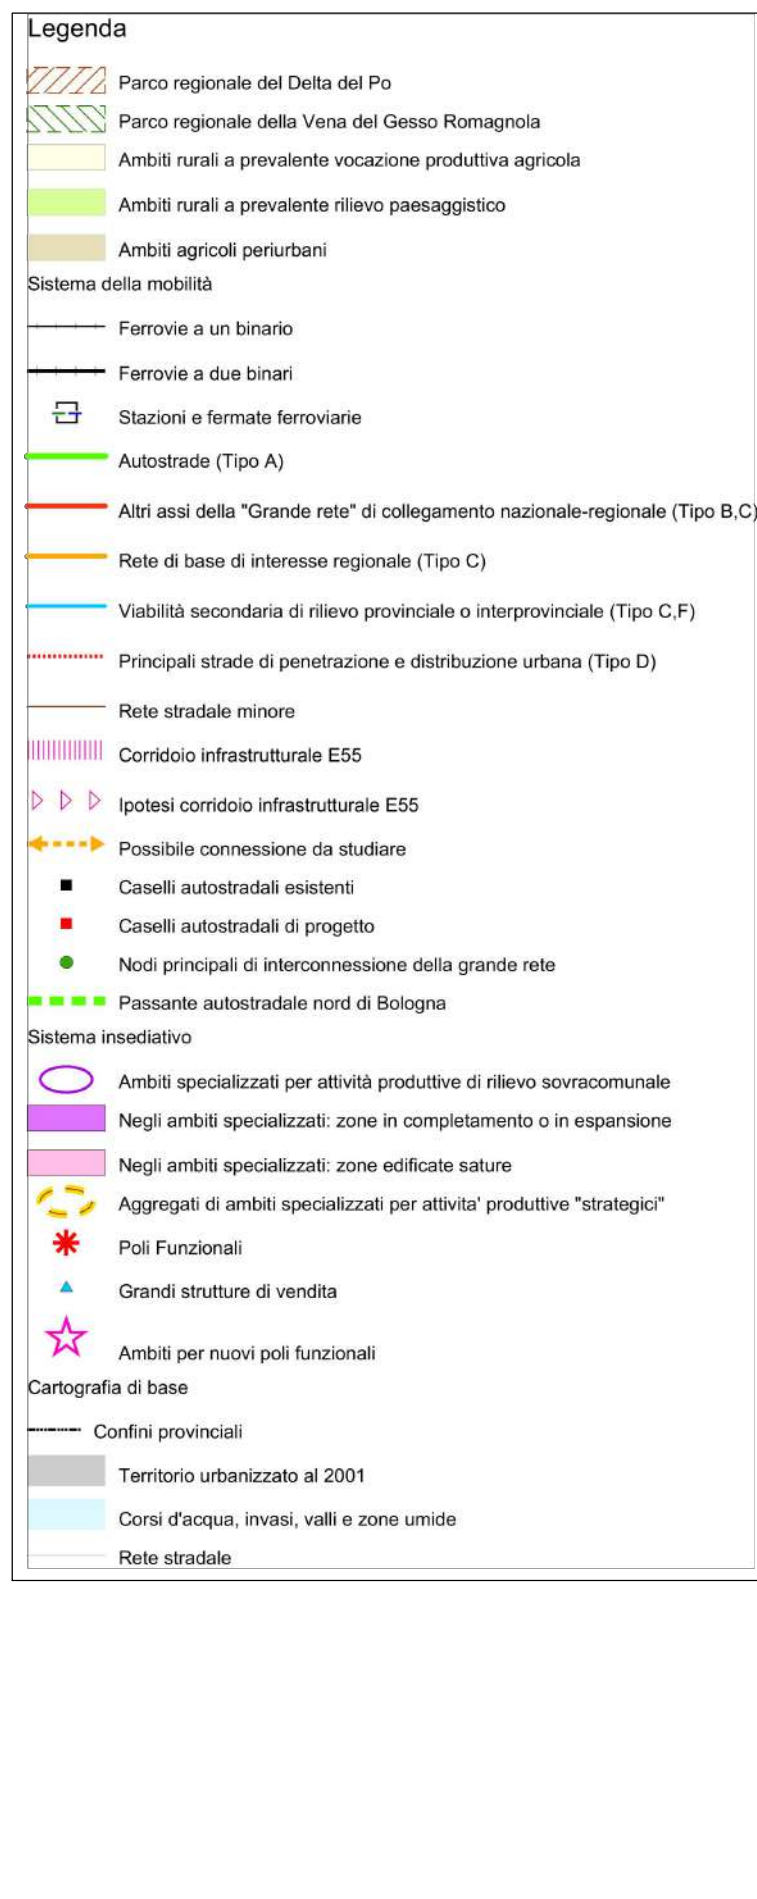 Legenda
Parco regionale del Delta del Po
Parco regionale della Vena del Gesso Romagnola
Ambiti rurali a prevalente vocazione produttiva agricola
Ambiti rurali a prevalente rilievo paesaggistico
Ambiti agricoli periurbani
Sistema della mobilità
Ferrovie a un binario
Ferrovie a due binari
Stazioni e fermate ferroviarie
Autostrade (Tipo A)
Altri assi della "Grande rete" di collegamento nazionale-regionale (Tipo B,C)
Rete di base di interesse regionale (Tipo C)
Viabilità secondaria di rilievo provinciale o interprovinciale (Tipo C,F)
Principali strade di penetrazione e distribuzione urbana (Tipo D)
Rete stradale minore
Corridoio infrastrutturale E55
Ipotesi corridoio infrastrutturale E55
Possibile connessione da studiare
Caselli autostradali esistenti
Caselli autostradali di progetto
Nodi principali di interconnessione della grande rete
Passante autostradale nord di Bologna
Sistema insediativo
Ambiti specializzati per attività produttive di rilievo sovracomunale
Negli ambiti specializzati: zone in completamento o in espansione
Negli ambiti specializzati: zone edificate sature
Aggregati di ambiti specializzati per attivita' produttive "strategici"
Poli Funzionali
Grandi strutture di vendita
Ambiti per nuovi poli funzionali
Cartografia di base
Confini provinciali
Territorio urbanizzato al 2001
Corsi d'acqua, invasi, valli e zone umide
Rete stradale